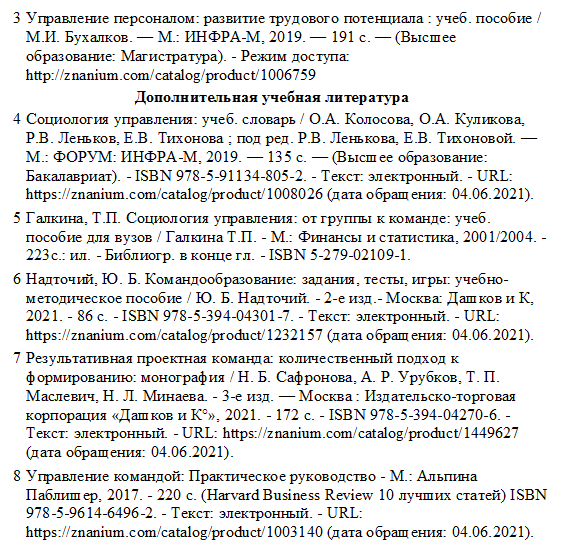 3 Управление персоналом: развитие трудового потенциала : учеб. пособие /
М.И. Бухалков. — М.: ИНФРА-М, 2019. — 191 с. — (Высшее
образование: Магистратура). - Режим доступа:
http://znanium.com/catalog/product/1006759
Дополнительная учебная литература
4 Социология управления: учеб. словарь / О.А. Колосова, О.А. Куликова,
Р.В. Леньков, Е.В. Тихонова ; под ред. Р.В. Ленькова, Е.В. Тихоновой. —
М.: ФОРУМ: ИНФРА-М, 2019. — 135 с. — (Высшее образование:
Бакалавриат). - ISBN 978-5-91134-805-2. - Текст: электронный. - URL:
https://znanium.com/catalog/product/1008026 (дата обращения: 04.06.2021).
5 Галкина, Т.П. Социология управления: от группы к команде: учеб.
пособие для вузов / Галкина Т.П. - М.: Финансы и статистика, 2001/2004. -
223с.: ил. - Библиогр. в конце гл. - ISBN 5-279-02109-1.
6 Надточий, Ю. Б. Командообразование: задания, тесты, игры: учебно-
методическое пособие / Ю. Б. Надточий. - 2-е изд.- Москва: Дашков и К,
2021. - 86 с. - ISBN 978-5-394-04301-7. - Текст: электронный. - URL:
https://znanium.com/catalog/product/1232157 (дата обращения: 04.06.2021).
7 Результативная проектная команда: количественный подход к
формированию: монография / Н. Б. Сафронова, А. Р. Урубков, Т. П.
Маслевич, Н. Л. Минаева. - 3-е изд. — Москва : Издательско-торговая
корпорация «Дашков и К°», 2021. - 172 с. - ISBN 978-5-394-04270-6. -
Текст: электронный. - URL: https://znanium.com/catalog/product/1449627
(дата обращения: 04.06.2021).
8 Управление командой: Практическое руководство - М.: Альпина
Паблишер, 2017. - 220 с. (Harvard Business Review 10 лучших статей) ISBN
978-5-9614-6496-2. - Текст: электронный. - URL:
https://znanium.com/catalog/product/1003140 (дата обращения: 04.06.2021).